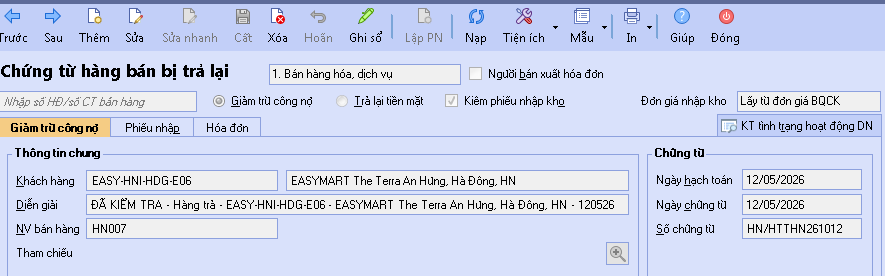 Trước Sau Thêm Sửa Sửa nhanh Cất Xóa Hoãn Ghi sổ Lập PN Nạp Tiện ích Mẫu In Giúp Đóng
Chứng từ hàng bán bị trả lại 1. Bán hàng hóa, dịch vụ Người bán xuất hóa đơn
Nhập số HĐ/số CT bán hàng Giảm trừ công nợ Trả lại tiền mặt Kiêm phiếu nhập kho Đơn giá nhập kho Lấy từ đơn giá BQCK
Giảm trừ công nợ Phiếu nhập Hóa đơn KT tình trạng hoạt động DN
Thông tin chung Chứng từ
Khách hàng EASY-HNI-HDG-E06 EASYMART The Terra An Hưng, Hà Đông, HN Ngày hạch toán 12/05/2026
Diễn giải ĐÃ KIỂM TRA - Hàng trả - EASY-HNI-HDG-E06 - EASYMART The Terra An Hưng, Hà Đông, HN - 120526 Ngày chứng từ 12/05/2026
NV bán hàng HN007 Số chứng từ HN/HTTHN261012
Tham chiếu